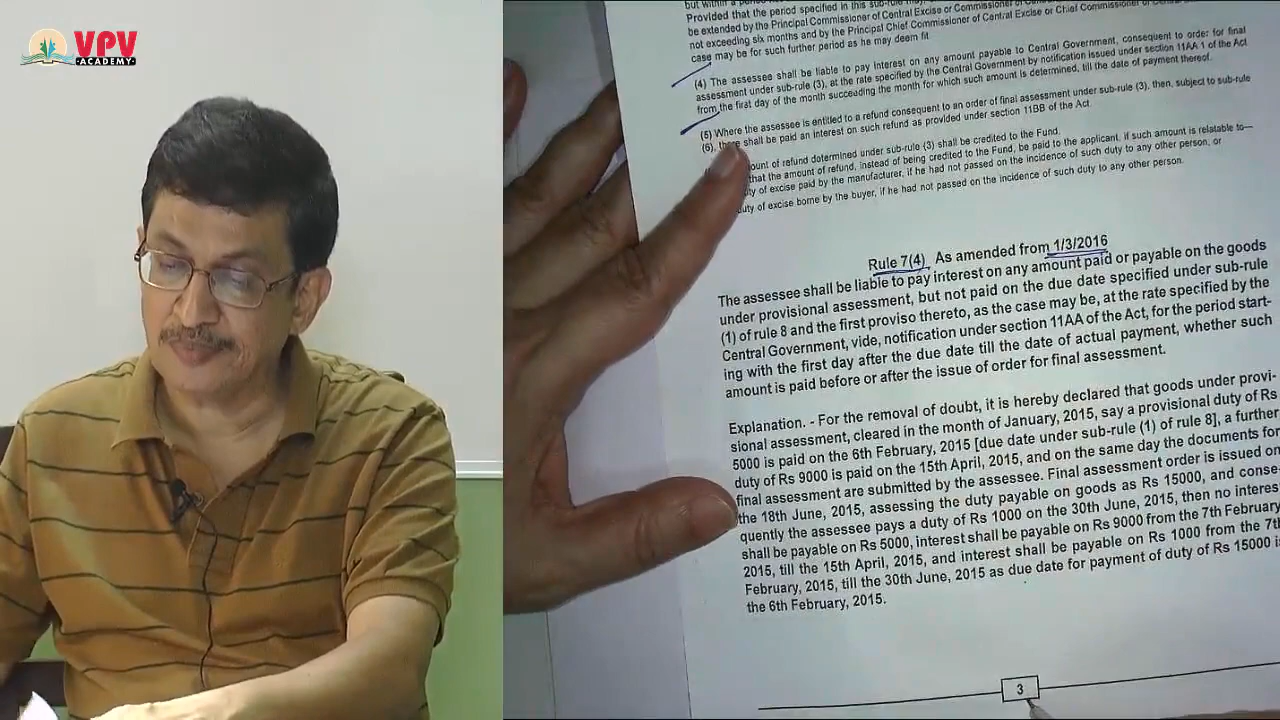 VPV
ACADEMY
but within a period
Provided that the period specified in this sub-rule may,
be extended by the Principal Commissioner of Central Excise or Commissioner of Central
not exceeding six months and by the Principal Chief Commissioner of Central Excise or Chief Commissioner of Central
case may be for such further period as he may deem fit
(4) The assessee shall be liable to pay interest on any amount payable to Central Government, consequent to order for final
assessment under sub-rule (3), at the rate specified by the Central Government by notification issued under section 11AA 1 of the Act
from the first day of the month succeeding the month for which such amount is determined, till the date of payment thereof.
(5) Where the assessee is entitled to a refund consequent to an order of final assessment under sub-rule (3), then, subject to sub-rule
(6), there shall be paid an interest on such refund as provided under section 11BB of the Act.
ount of refund determined under sub-rule (3) shall be credited to the Fund.
that the amount of refund, instead of being credited to the Fund, be paid to the applicant, if such amount is relatable to—
ty of excise paid by the manufacturer, if he had not passed on the incidence of such duty to any other person, or
duty of excise borne by the buyer, if he had not passed on the incidence of such duty to any other person.
Rule 7(4) As amended from 1/3/2016
The assessee shall be liable to pay interest on any amount paid or payable on the goods
under provisional assessment, but not paid on the due date specified under sub-rule
(1) of rule 8 and the first proviso thereto, as the case may be, at the rate specified by the
Central Government, vide, notification under section 11AA of the Act, for the period start-
ing with the first day after the due date till the date of actual payment, whether such
amount is paid before or after the issue of order for final assessment.
Explanation. - For the removal of doubt, it is hereby declared that goods under provi-
sional assessment, cleared in the month of January, 2015, say a provisional duty of Rs
5000 is paid on the 6th February, 2015 [due date under sub-rule (1) of rule 8], a further
duty of Rs 9000 is paid on the 15th April, 2015, and on the same day the documents for
final assessment are submitted by the assessee. Final assessment order is issued on
the 18th June, 2015, assessing the duty payable on goods as Rs 15000, and conse
quently the assessee pays a duty of Rs 1000 on the 30th June, 2015, then no interes
shall be payable on Rs 5000, interest shall be payable on Rs 9000 from the 7th February
2015, till the 15th April, 2015, and interest shall be payable on Rs 1000 from the 7th
February, 2015, till the 30th June, 2015 as due date for payment of duty of Rs 15000 is
the 6th February, 2015.
3